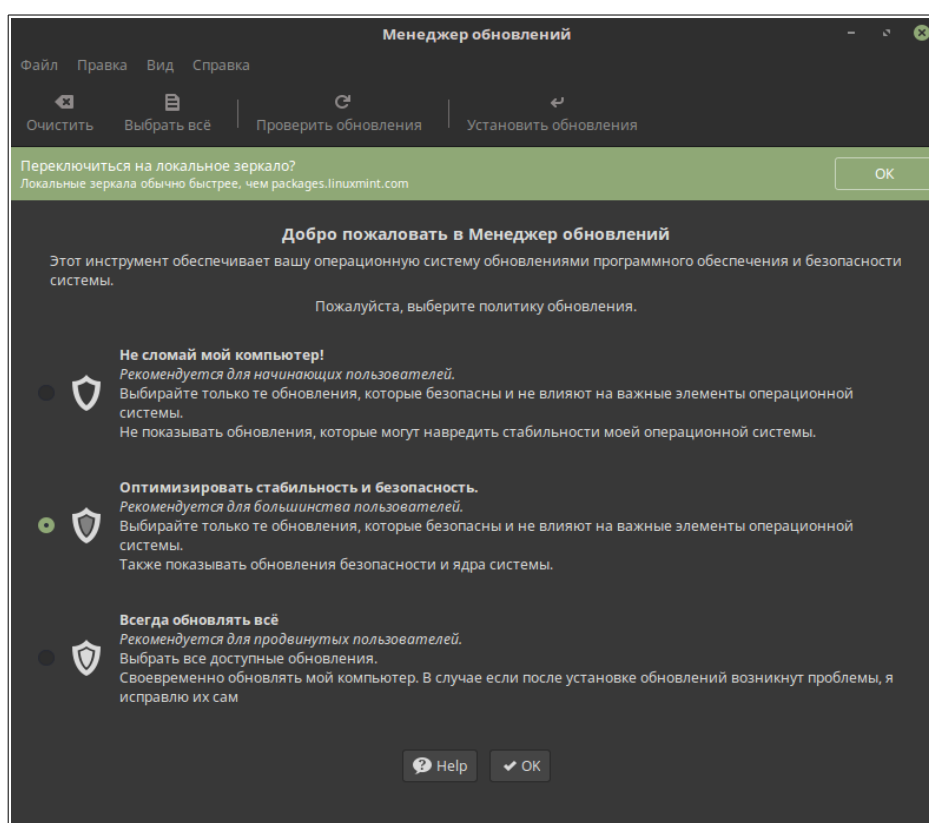 Менеджер обновлений
Файл Правка Вид Справка
Очистить Выбрать всё Проверить обновления Установить обновления
Переключиться на локальное зеркало?
Локальные зеркала обычно быстрее, чем packages.linuxmint.com
OK
Добро пожаловать в Менеджер обновлений
Этот инструмент обеспечивает вашу операционную систему обновлениями программного обеспечения и безопасности
системы.
Пожалуйста, выберите политику обновления.
Не сломай мой компьютер!
Рекомендуется для начинающих пользователей.
Выбирайте только те обновления, которые безопасны и не влияют на важные элементы операционной
системы.
Не показывать обновления, которые могут навредить стабильности моей операционной системы.
Оптимизировать стабильность и безопасность.
Рекомендуется для большинства пользователей.
Выбирайте только те обновления, которые безопасны и не влияют на важные элементы операционной
системы.
Также показывать обновления безопасности и ядра системы.
Всегда обновлять всё
Рекомендуется для продвинутых пользователей.
Выбрать все доступные обновления.
Своевременно обновлять мой компьютер. В случае если после установке обновлений возникнут проблемы, я
исправлю их сам
Help OK